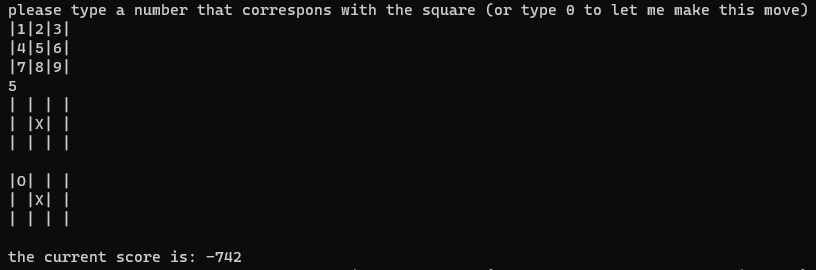 please type a number that correspons with the square (or type 0 to let me make this move)
|1|2|3|
|4|5|6|
|7|8|9|
5
| | | |
| |X| |
| | | |
|O| | |
| |X| |
| | | |
the current score is: -742